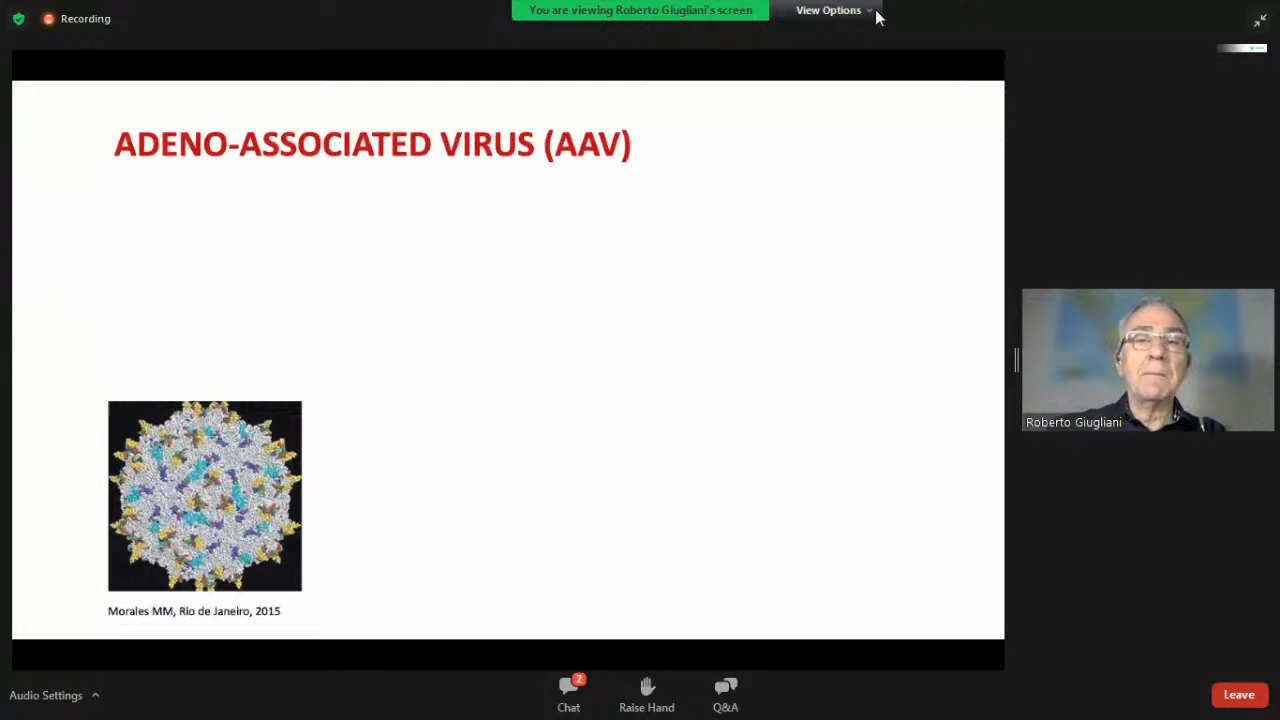 Recording
You are viewing Roberto Giugliani's screen
View Options
ADENO-ASSOCIATED VIRUS (AAV)
Morales MM, Rio de Janeiro, 2015
Roberto Giugliani
Audio Settings
2
Chat
Raise Hand
Q&A
Leave